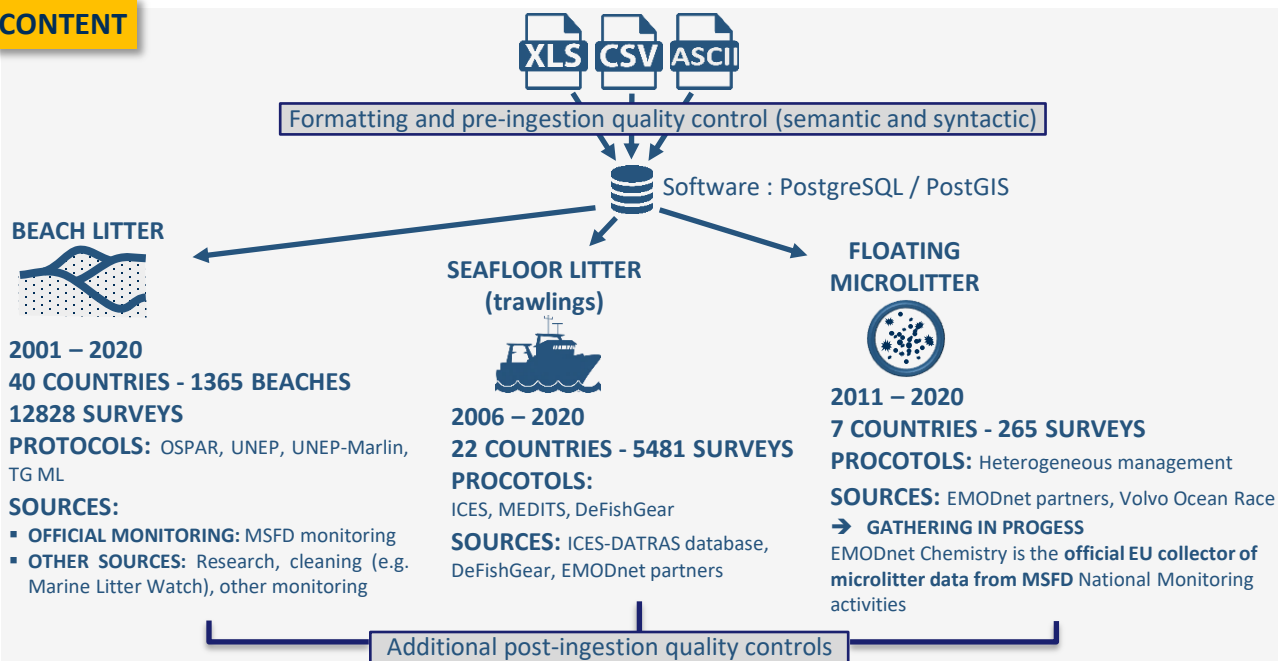 CONTENT
XLS CSV ASCII
Formatting and pre-ingestion quality control (semantic and syntactic)
Software : PostgreSQL / PostGIS
BEACH LITTER
2001 – 2020
40 COUNTRIES - 1365 BEACHES
12828 SURVEYS
PROTOCOLS: OSPAR, UNEP, UNEP-Marlin,
TG ML
SOURCES:
▪ OFFICIAL MONITORING: MSFD monitoring
▪ OTHER SOURCES: Research, cleaning (e.g.
Marine Litter Watch), other monitoring
SEAFLOOR LITTER
(trawlings)
2006 – 2020
22 COUNTRIES - 5481 SURVEYS
PROCOTOLS:
ICES, MEDITS, DeFishGear
SOURCES: ICES-DATRAS database,
DeFishGear, EMODnet partners
FLOATING
MICROLITTER
2011 – 2020
7 COUNTRIES - 265 SURVEYS
PROCOTOLS: Heterogeneous management
SOURCES: EMODnet partners, Volvo Ocean Race
➔ GATHERING IN PROGESS
EMODnet Chemistry is the official EU collector of
microlitter data from MSFD National Monitoring
activities
Additional post-ingestion quality controls